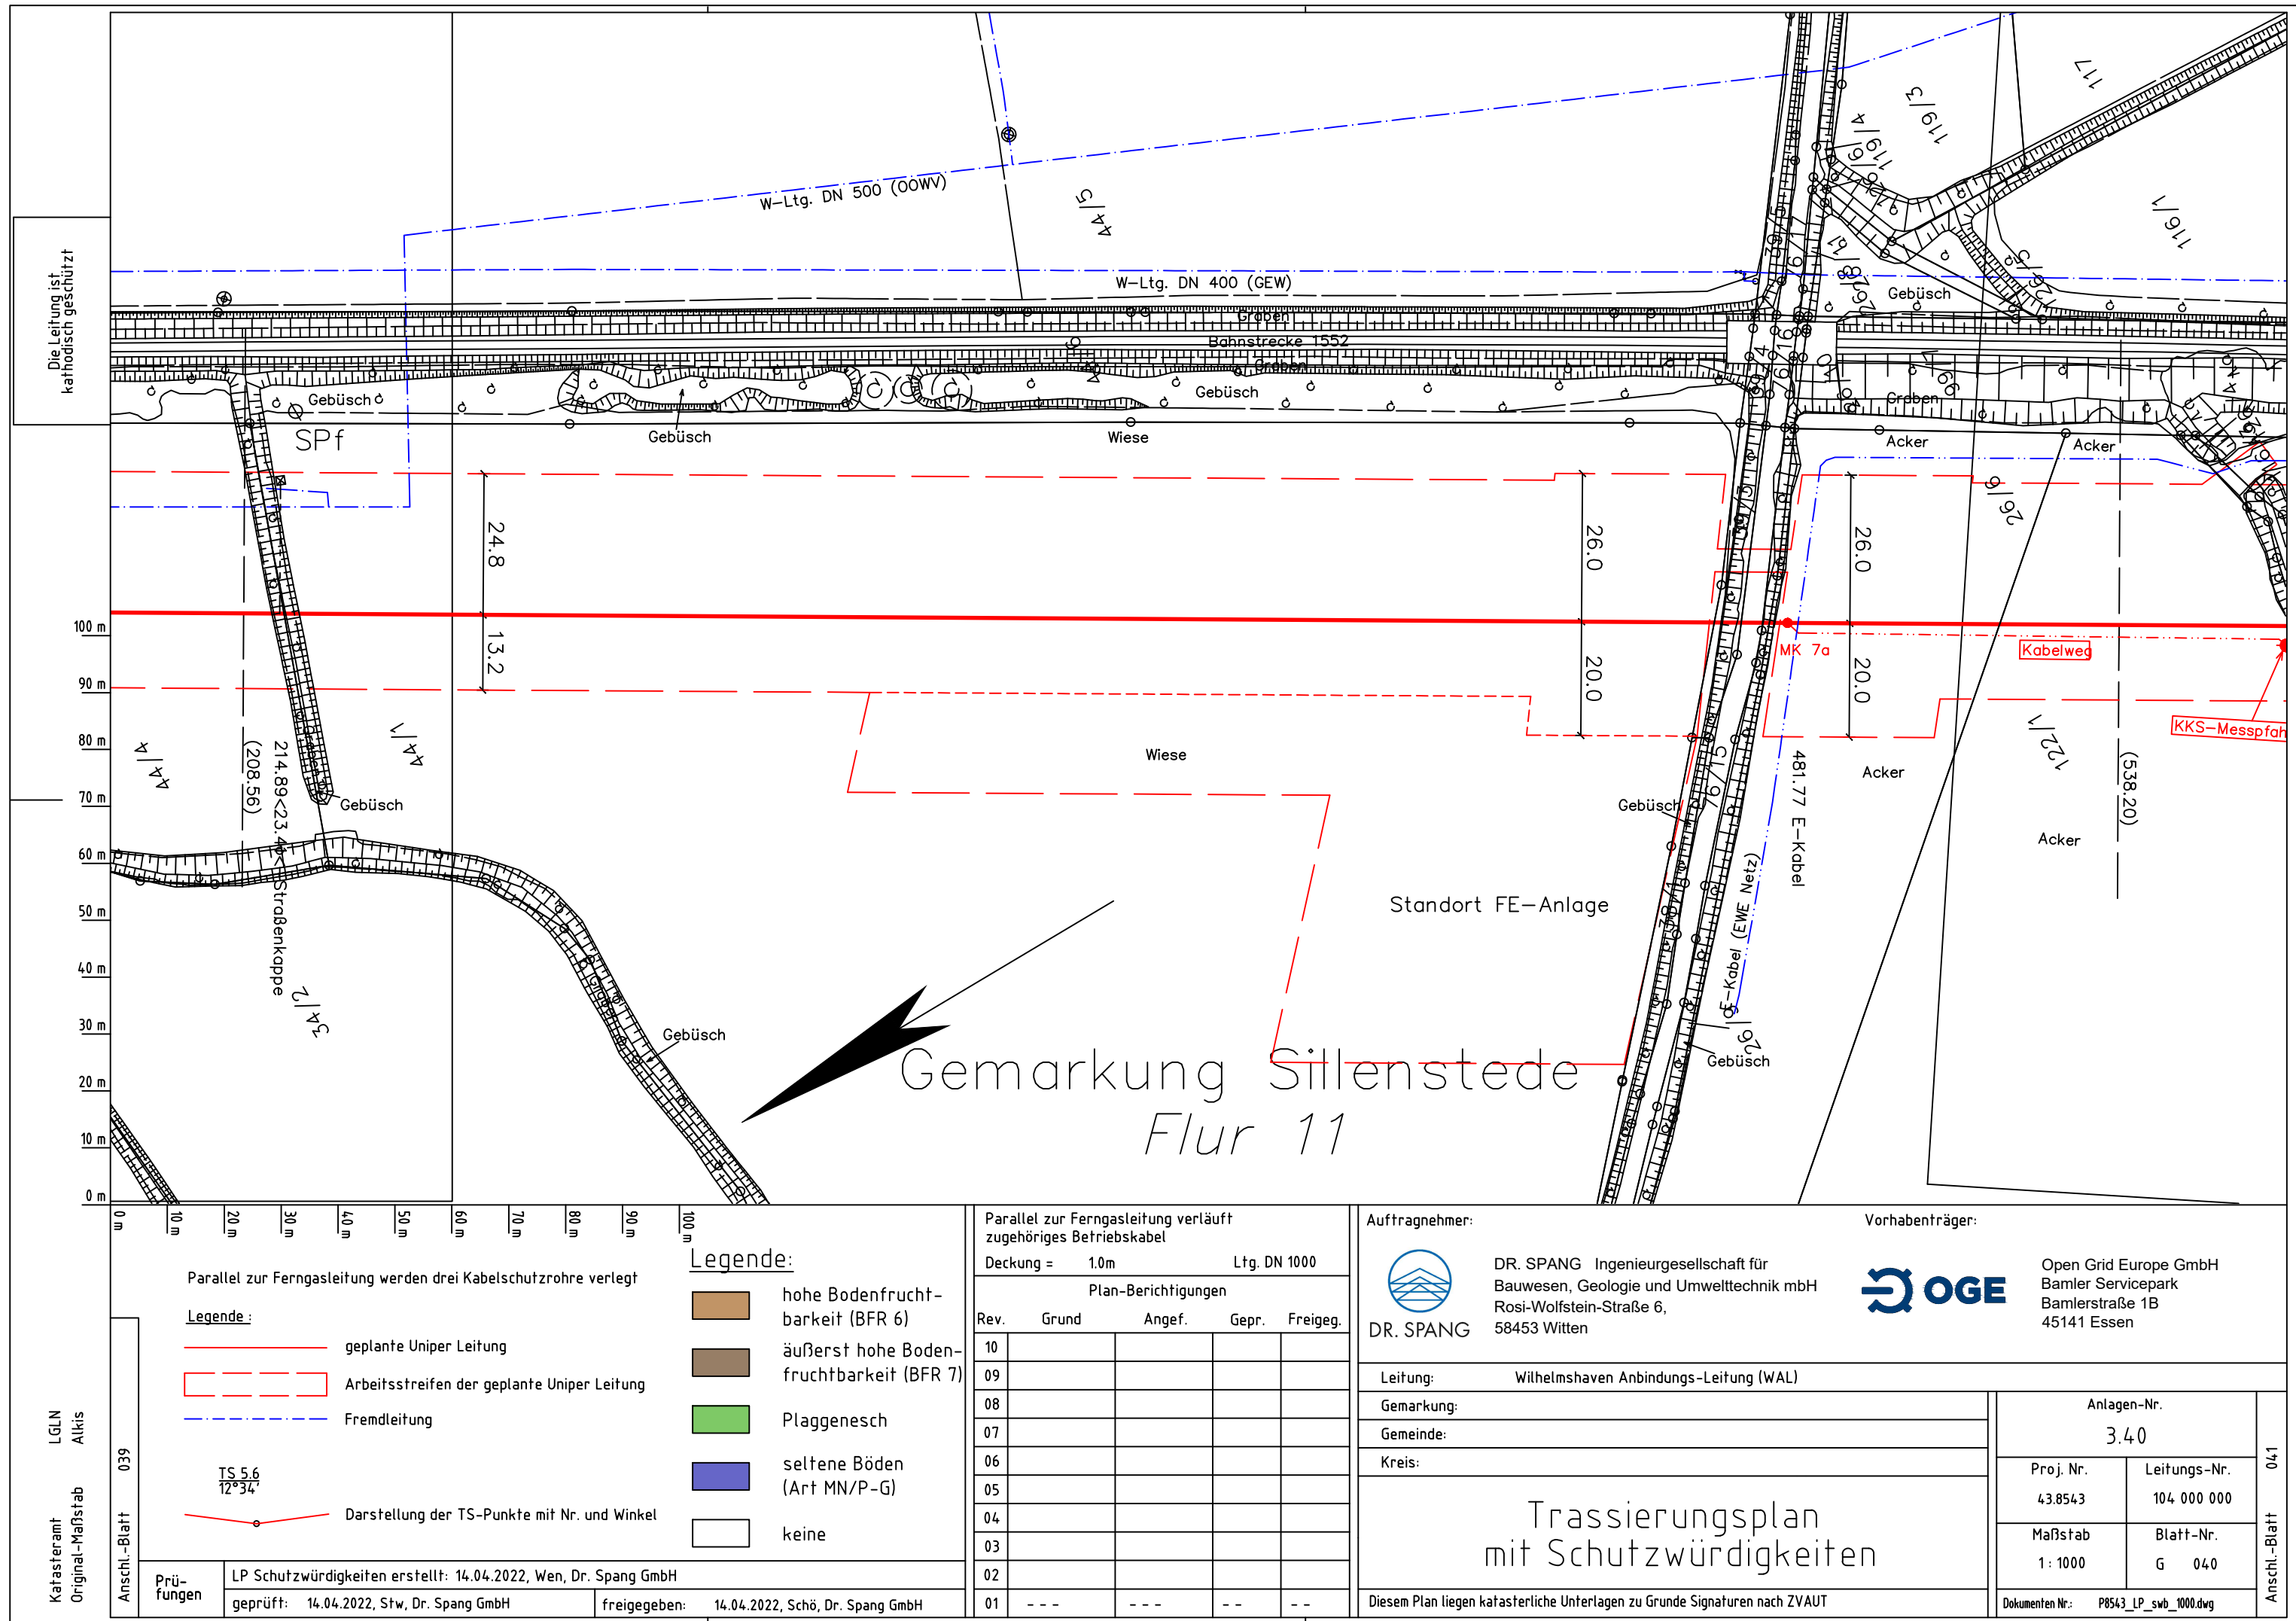 Die Leitung ist
kathodisch geschützt
W-Ltg. DN 500 (OOWV)
44/5
W-Ltg. DN 400 (GEW)
117
119/3
119/4
116/1
126/5
Gebüsch
Graben
Bahnstrecke 1552
Graben
Gebüsch
Gebüsch
Gebüsch
SPf
Wiese
Graben
Acker
Acker
26/6
24.8
13.2
26.0
20.0
26.0
20.0
100 m
90 m
80 m
70 m
60 m
50 m
40 m
30 m
20 m
10 m
0 m
MK 7a
Kabelweg
KKS-Messpfah
44/4
44/1
(208.56)
214.89<23.4 < Straßenkappe
Gebüsch
34/2
Gebüsch
Wiese
Standort FE-Anlage
Gebüsch
76/15
481.77 E-Kabel
E-Kabel (EWE Netz)
Gebüsch
Acker
122/1
Acker
(538.20)
Gemarkung Sillenstede
Flur 11
0 m
10 m
20 m
30 m
40 m
50 m
60 m
70 m
80 m
90 m
100 m
Parallel zur Ferngasleitung werden drei Kabelschutzrohre verlegt
Legende :
geplante Uniper Leitung
Arbeitsstreifen der geplante Uniper Leitung
Fremdleitung
TS 5.6
12°34'
Darstellung der TS-Punkte mit Nr. und Winkel
Legende:
hohe Bodenfrucht-
barkeit (BFR 6)
äußerst hohe Boden-
fruchtbarkeit (BFR 7)
Plaggenesch
seltene Böden
(Art MN/P-G)
keine
Katasteramt LGLN
Original-Maßstab Alkis
Anschl.-Blatt 039
Prü-
fungen
LP Schutzwürdigkeiten erstellt: 14.04.2022, Wen, Dr. Spang GmbH
geprüft: 14.04.2022, Stw, Dr. Spang GmbH
freigegeben: 14.04.2022, Schö, Dr. Spang GmbH
Parallel zur Ferngasleitung verläuft
zugehöriges Betriebskabel
Deckung = 1.0m Ltg. DN 1000
Plan-Berichtigungen
Rev. Grund Angef. Gepr. Freigeg.
10
09
08
07
06
05
04
03
02
01 - - - - - - - - - -
Auftragnehmer:
DR. SPANG
DR. SPANG Ingenieurgesellschaft für
Bauwesen, Geologie und Umwelttechnik mbH
Rosi-Wolfstein-Straße 6,
58453 Witten
Vorhabenträger:
OGE
Open Grid Europe GmbH
Bamler Servicepark
Bamlerstraße 1B
45141 Essen
Leitung: Wilhelmshaven Anbindungs-Leitung (WAL)
Gemarkung:
Gemeinde:
Kreis:
Trassierungsplan
mit Schutzwürdigkeiten
Diesem Plan liegen katasterliche Unterlagen zu Grunde Signaturen nach ZVAUT
Anlagen-Nr.
3.40
Proj. Nr. Leitungs-Nr.
43.8543 104 000 000
Maßstab Blatt-Nr.
1 : 1000 G 040
Dokumenten Nr.: P8543_LP_swb_1000.dwg
Anschl.-Blatt 041